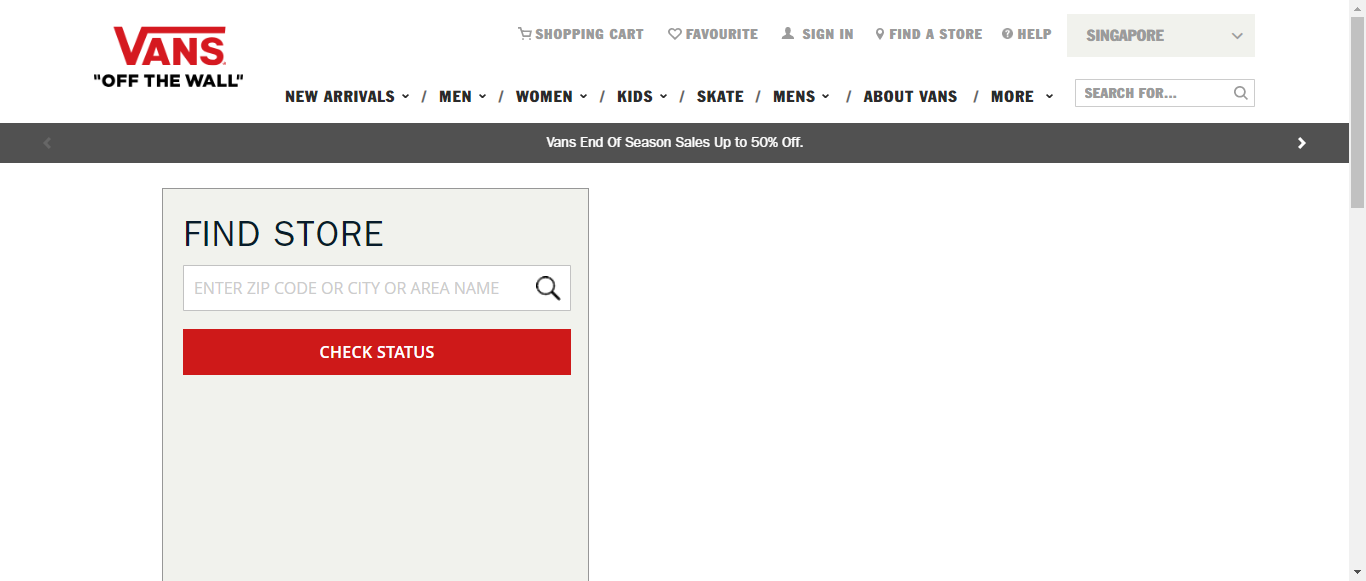 VANS
"OFF THE WALL"
SHOPPING CART FAVOURITE SIGN IN FIND A STORE HELP SINGAPORE
NEW ARRIVALS / MEN / WOMEN / KIDS / SKATE / MENS / ABOUT VANS / MORE SEARCH FOR...
Vans End Of Season Sales Up to 50% Off.
FIND STORE
ENTER ZIP CODE OR CITY OR AREA NAME
CHECK STATUS